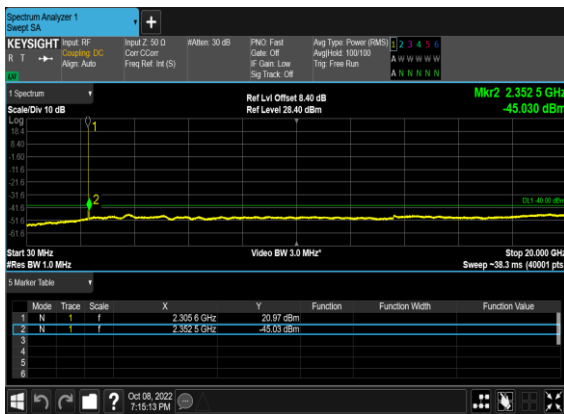 Spectrum Analyzer 1
Swept SA
KEYSIGHT Input: RF Input Z: 50 Ω #Atten: 30 dB PNO: Fast Avg Type: Power (RMS) 1 2 3 4 5 6
R T Coupling: DC Corr CCorr Gate: Off Avg|Hold: 100/100 A W W W W W
Align: Auto Freq Ref: Int (S) IF Gain: Low Trig: Free Run A N N N N N
Sig Track: Off
1 Spectrum Ref Lvl Offset 8.40 dB Mkr2 2.352 5 GHz
Scale/Div 10 dB Ref Level 28.40 dBm -45.030 dBm
Log
18.4 1
8.40
-1.60
-11.6
-21.6
-31.6 2 DL1 -40.00 dBm
-41.6
-51.6
-61.6
Start 30 MHz Video BW 3.0 MHz* Stop 20.000 GHz
#Res BW 1.0 MHz Sweep ~38.3 ms (40001 pts)
5 Marker Table
Mode Trace Scale X Y Function Function Width Function Value
1 N 1 f 2.305 6 GHz 20.97 dBm
2 N 1 f 2.352 5 GHz -45.03 dBm
3
4
5
6
? Oct 08, 2022
7:15:13 PM